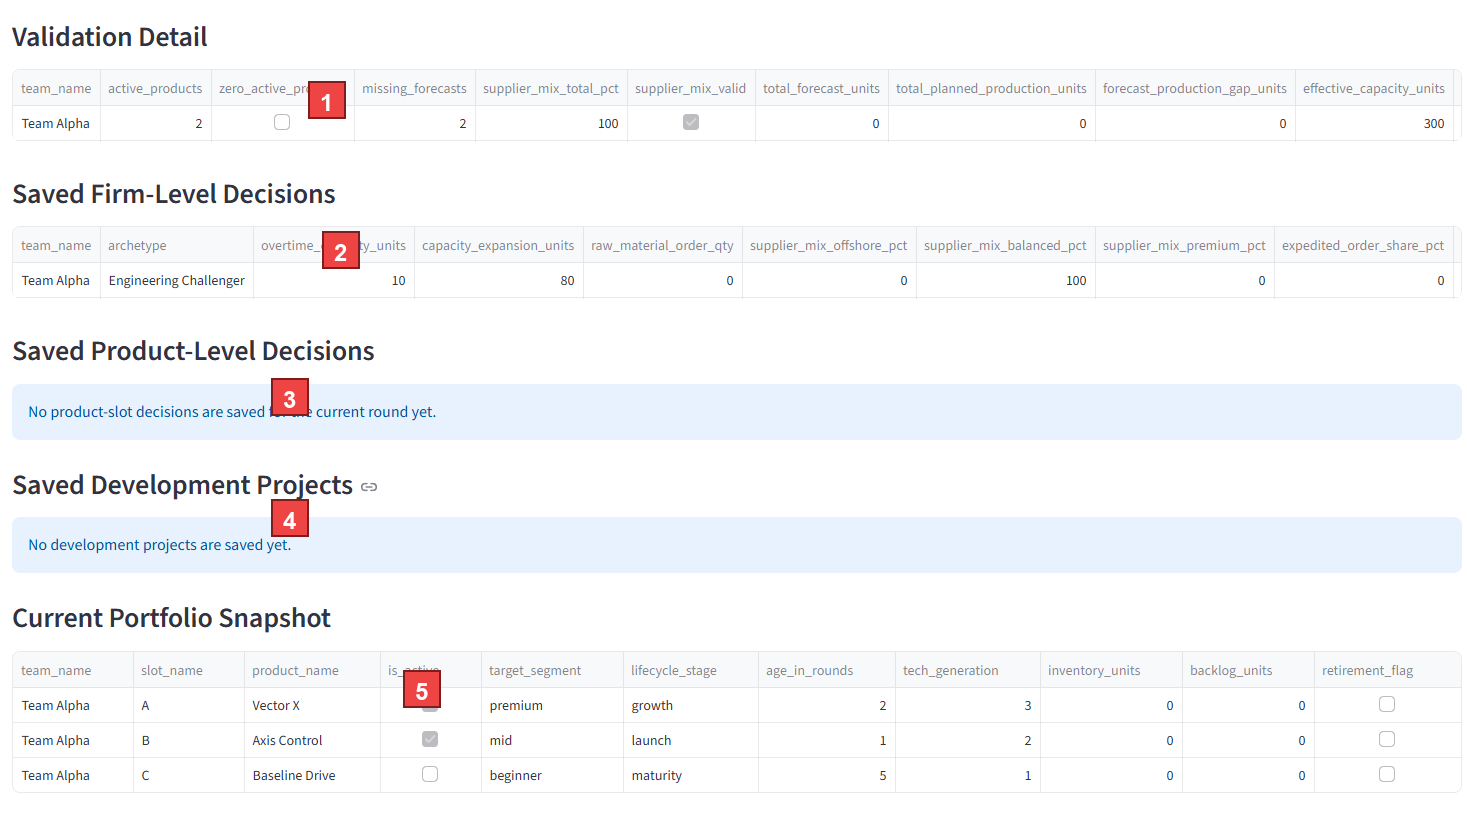 Validation Detail
team_name active_products 1 missing_forecasts supplier_mix_total_pct supplier_mix_valid total_forecast_units total_planned_production_units forecast_production_gap_units effective_capacity_units
Team Alpha 2 2 100 0 0 0 300
Saved Firm-Level Decisions
team_name archetype 2 capacity_expansion_units raw_material_order_qty supplier_mix_offshore_pct supplier_mix_balanced_pct supplier_mix_premium_pct expedited_order_share_pct
Team Alpha Engineering Challenger 10 80 0 0 100 0 0
Saved Product-Level Decisions
3
No product-slot decisions are saved current round yet.
Saved Development Projects
4
No development projects are saved yet.
Current Portfolio Snapshot
team_name slot_name product_name target_segment lifecycle_stage age_in_rounds tech_generation inventory_units backlog_units retirement_flag
5
Team Alpha A Vector X premium growth 2 3 0 0
Team Alpha B Axis Control mid launch 1 2 0 0
Team Alpha C Baseline Drive beginner maturity 5 1 0 0